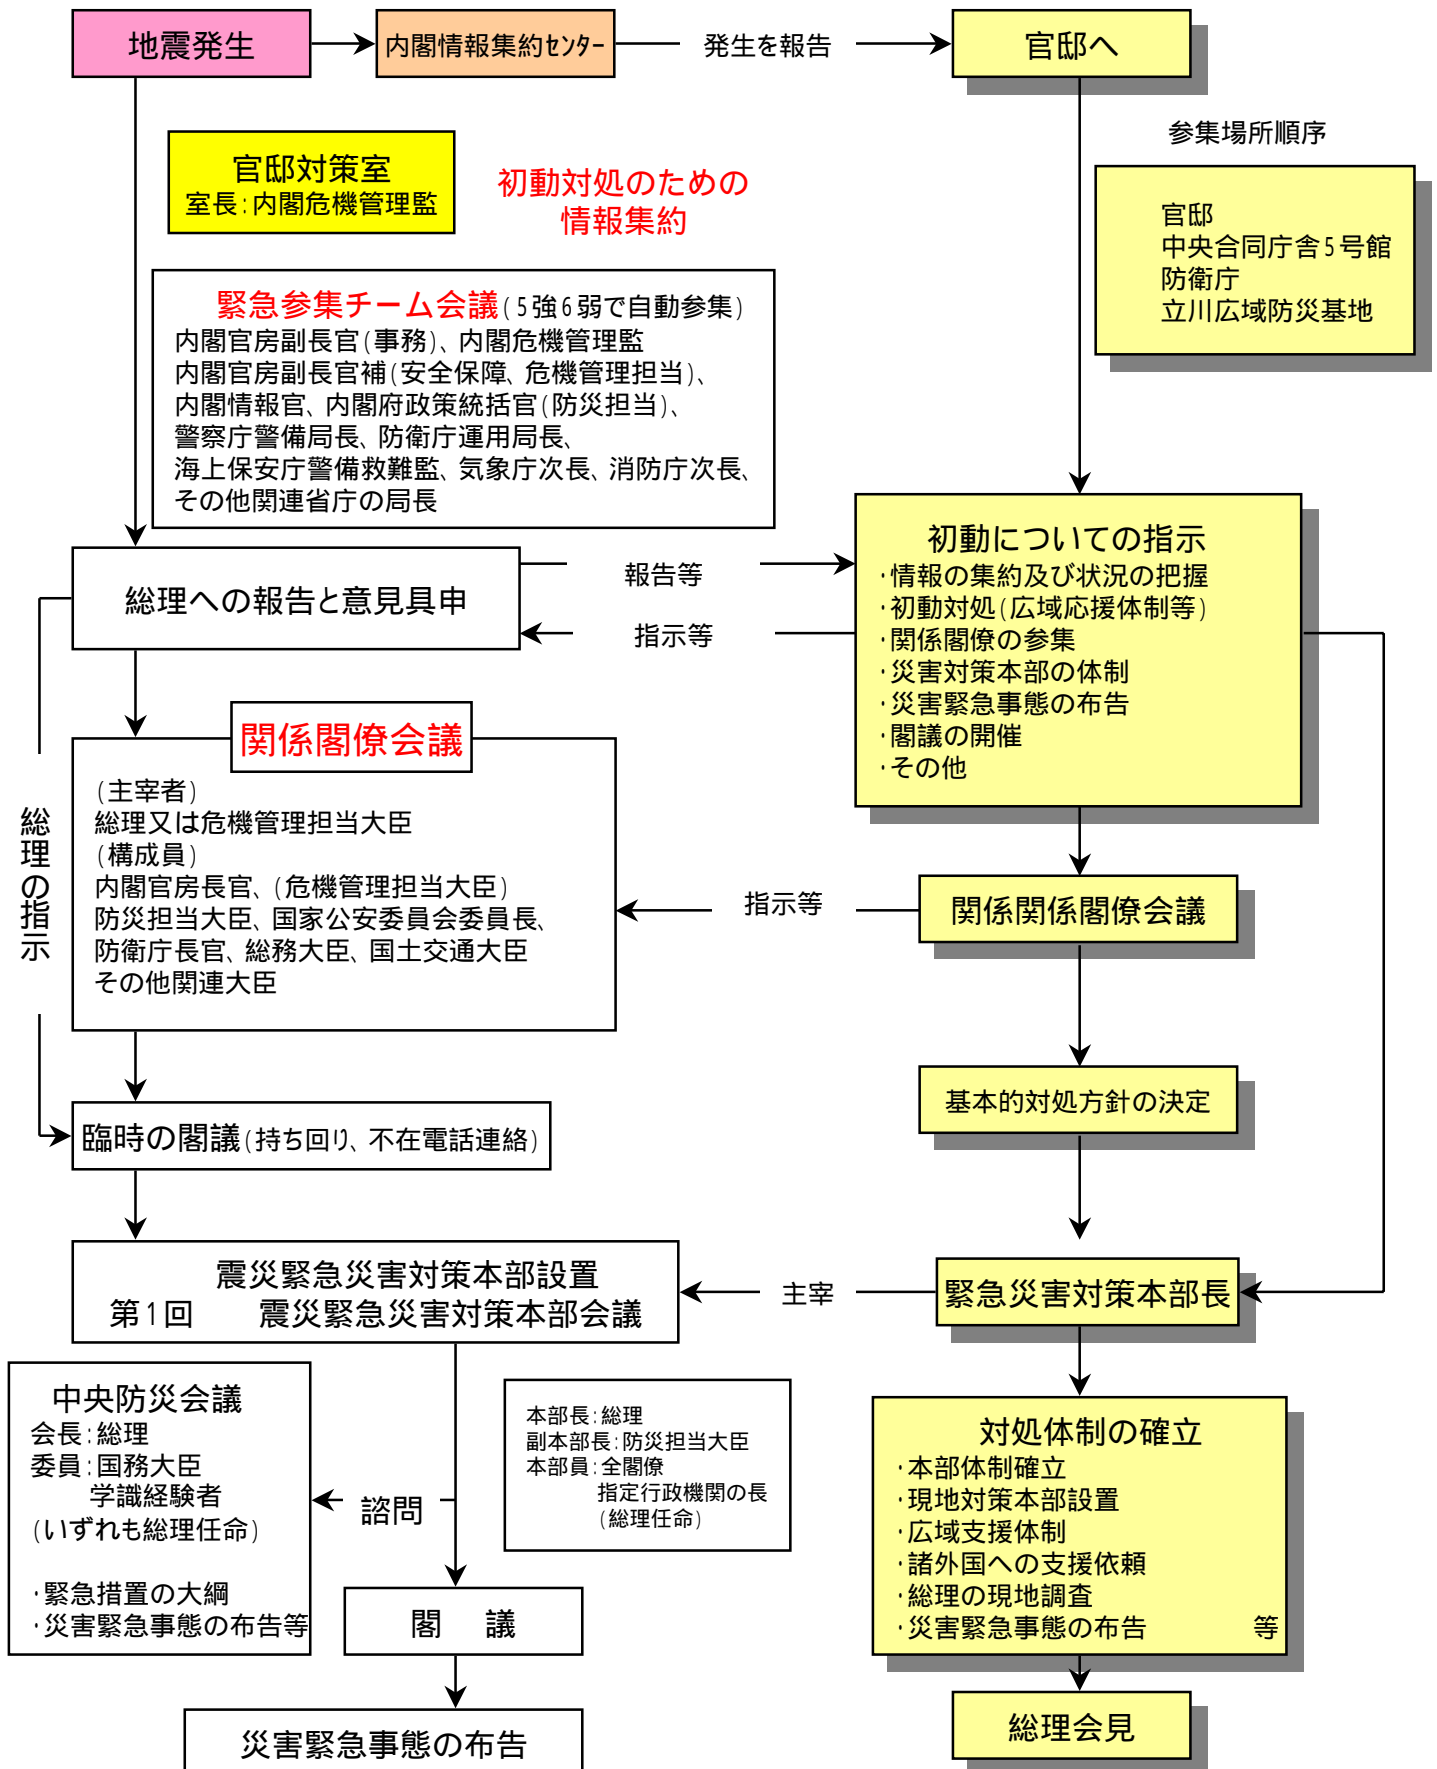 地震発生
内閣情報集約ｾﾝﾀｰ
発生を報告
官邸へ
参集場所順序
官邸対策室
室長:内閣危機管理監
初動対処のための
情報集約
官邸
中央合同庁舎5号館
防衛庁
立川広域防災基地
緊急参集チーム会議(5強6弱で自動参集)
内閣官房副長官(事務)、内閣危機管理監
内閣官房副長官補(安全保障、危機管理担当)、
内閣情報官、内閣府政策統括官(防災担当)、
警察庁警備局長、防衛庁運用局長、
海上保安庁警備救難監、気象庁次長、消防庁次長、
その他関連省庁の局長
総理への報告と意見具申
報告等
指示等
初動についての指示
･情報の集約及び状況の把握
･初動対処(広域応援体制等)
･関係閣僚の参集
･災害対策本部の体制
･災害緊急事態の布告
･閣議の開催
･その他
総理の指示
関係閣僚会議
(主宰者)
総理又は危機管理担当大臣
(構成員)
内閣官房長官、(危機管理担当大臣)
防災担当大臣、国家公安委員会委員長、
防衛庁長官、総務大臣、国土交通大臣
その他関連大臣
指示等
関係関係閣僚会議
基本的対処方針の決定
臨時の閣議(持ち回り、不在電話連絡)
震災緊急災害対策本部設置
第1回　震災緊急災害対策本部会議
主宰
緊急災害対策本部長
中央防災会議
会長:総理
委員:国務大臣
学識経験者
(いずれも総理任命)
･緊急措置の大綱
･災害緊急事態の布告等
諮問
本部長:総理
副本部長:防災担当大臣
本部員:全閣僚
指定行政機関の長
(総理任命)
対処体制の確立
･本部体制確立
･現地対策本部設置
･広域支援体制
･諸外国への支援依頼
･総理の現地調査
･災害緊急事態の布告　等
閣　議
災害緊急事態の布告
総理会見